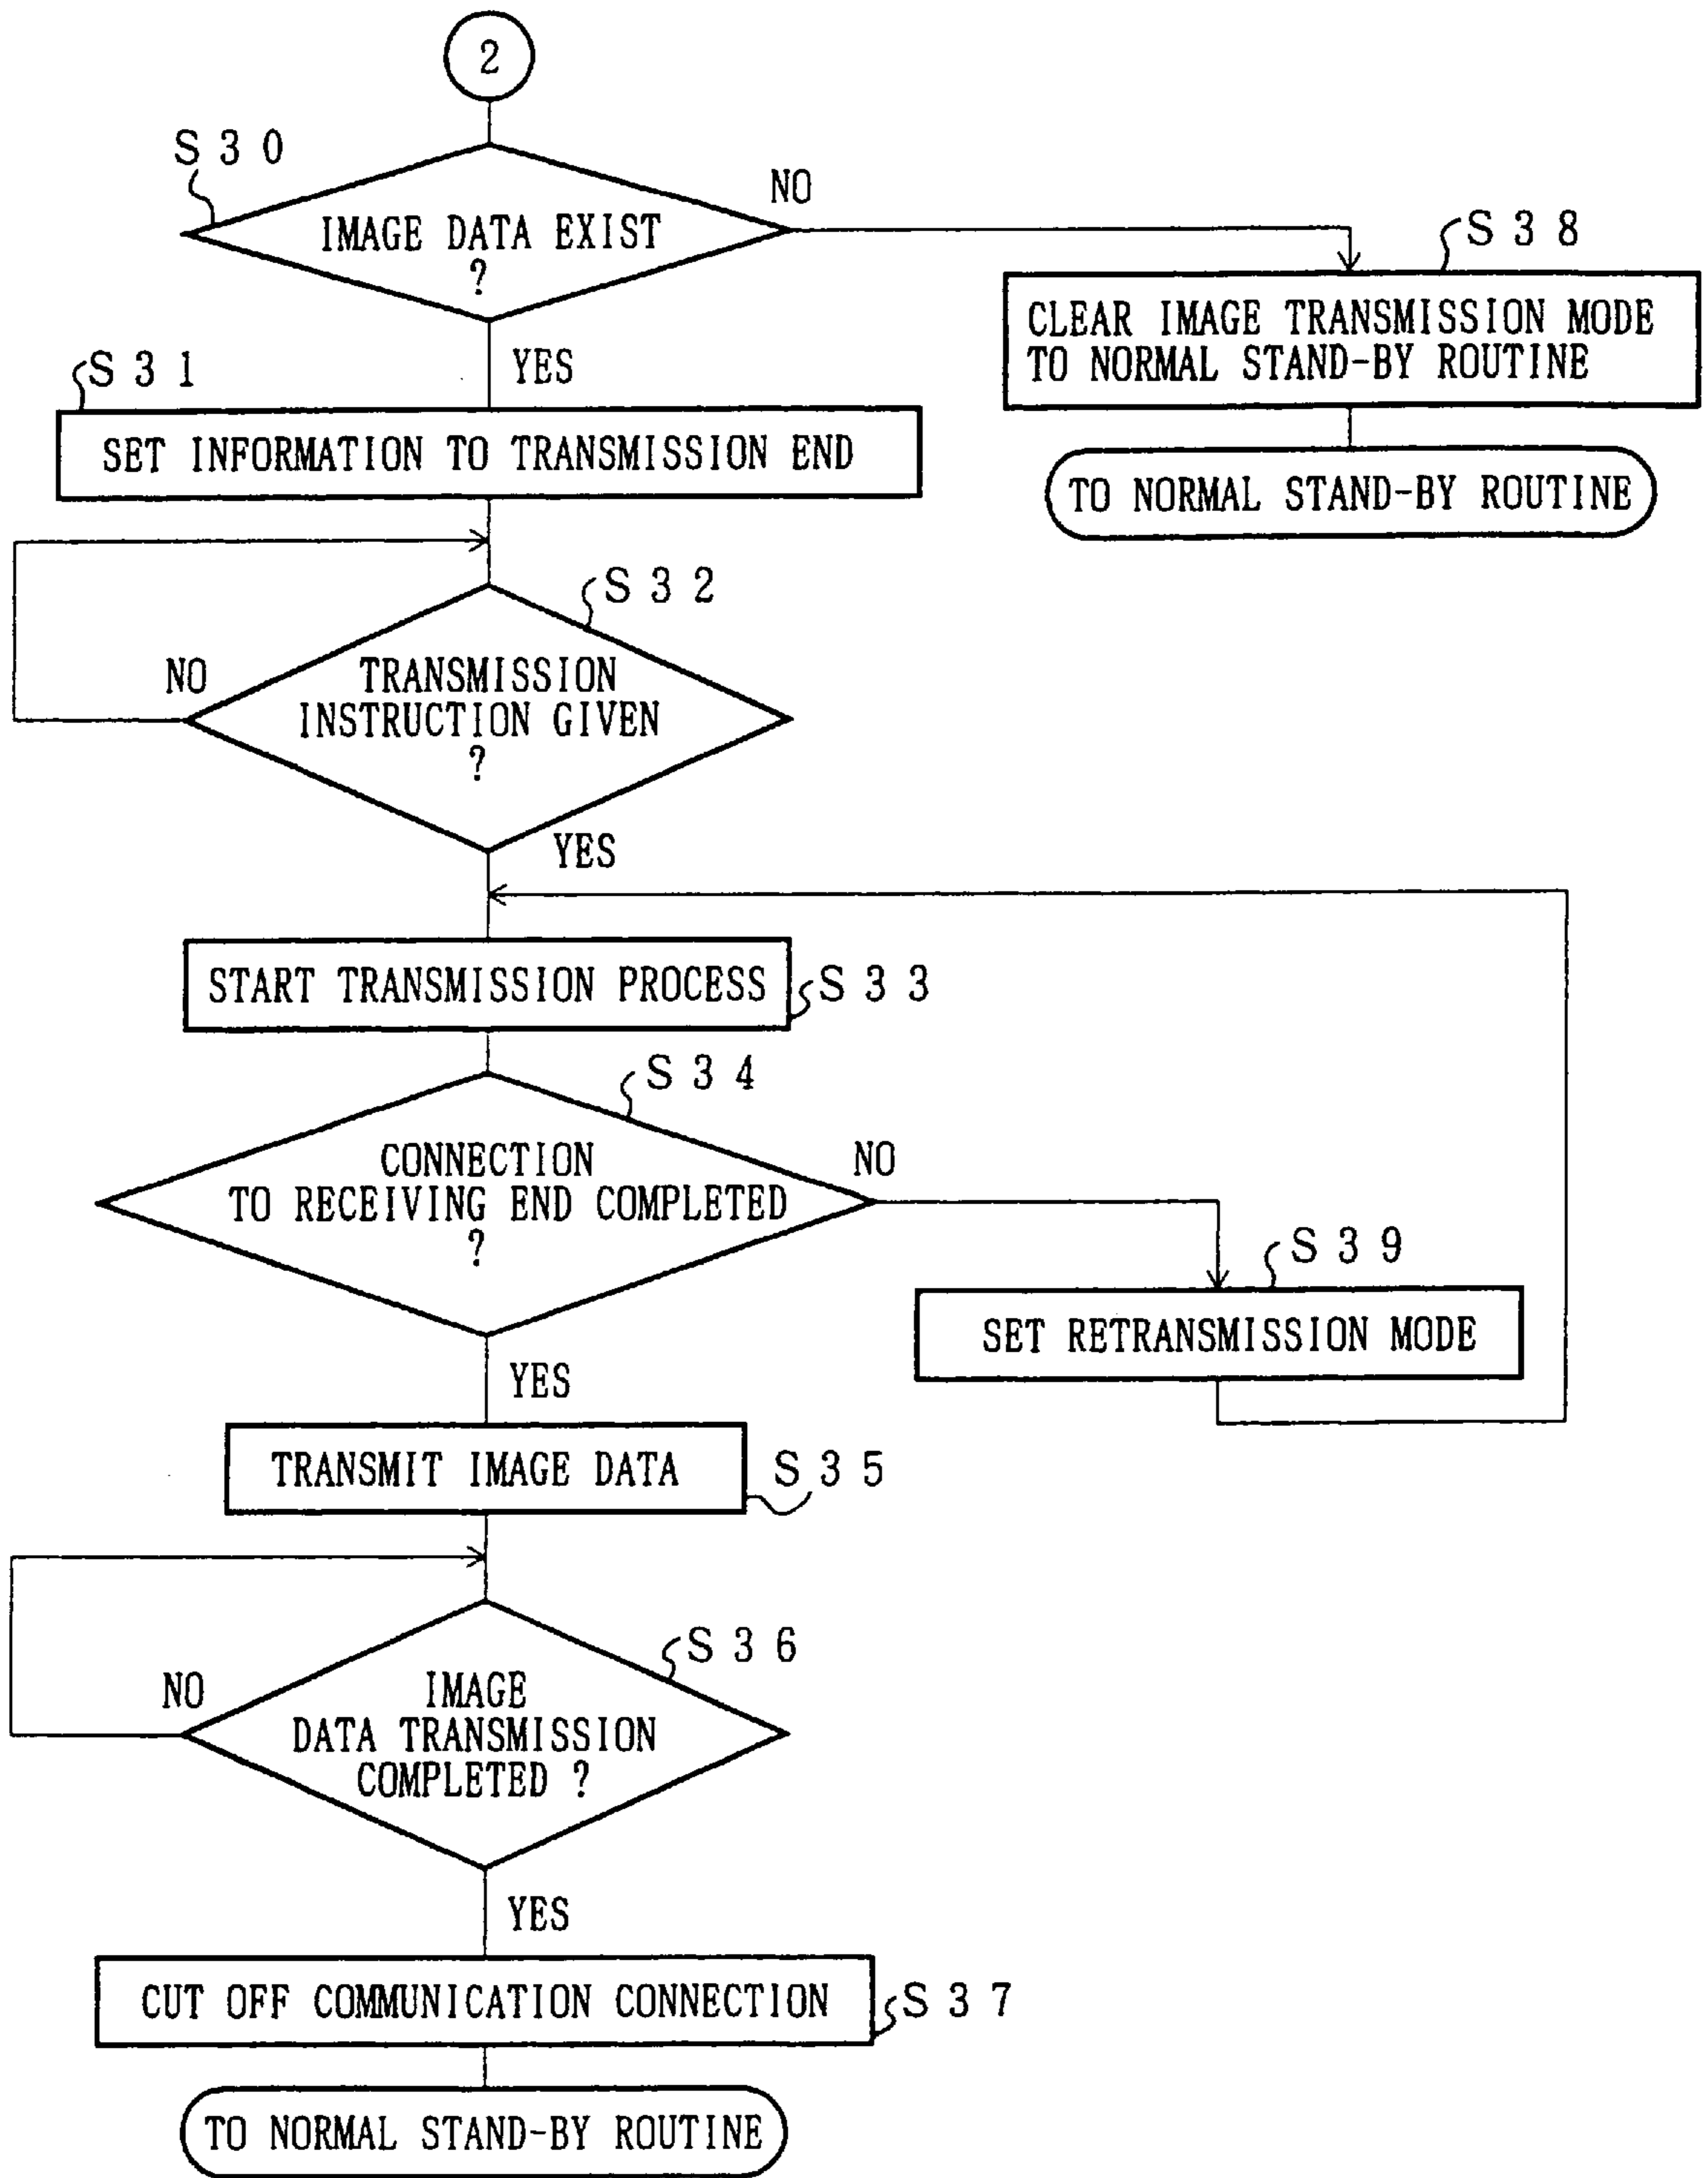 2
S30
NO
IMAGE DATA EXIST
?
S38
CLEAR IMAGE TRANSMISSION MODE
TO NORMAL STAND-BY ROUTINE
TO NORMAL STAND-BY ROUTINE
YES
S31
SET INFORMATION TO TRANSMISSION END
S32
NO
TRANSMISSION
INSTRUCTION GIVEN
?
YES
START TRANSMISSION PROCESS
S33
S34
CONNECTION
TO RECEIVING END COMPLETED
?
NO
S39
SET RETRANSMISSION MODE
YES
TRANSMIT IMAGE DATA
S35
S36
NO
IMAGE
DATA TRANSMISSION
COMPLETED ?
YES
CUT OFF COMMUNICATION CONNECTION
S37
TO NORMAL STAND-BY ROUTINE